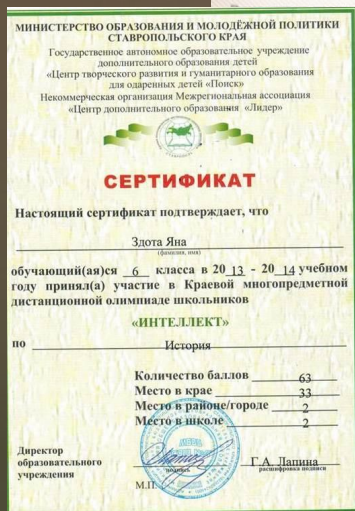 МИНИСТЕРСТВО ОБРАЗОВАНИЯ И МОЛОДЁЖНОЙ ПОЛИТИКИ
СТАВРОПОЛЬСКОГО КРАЯ
Государственное автономное образовательное учреждение
дополнительного образования детей
«Центр творческого развития и гуманитарного образования
для одаренных детей «Поиск»
Некоммерческая организация Межрегиональная ассоциация
«Центр дополнительного образования «Лидер»
СЕРТИФИКАТ
Настоящий сертификат подтверждает, что
Здота Яна
(фамилия, имя)
обучающий(ая)ся 6 класса в 20 13 - 20 14 учебном
году принял(а) участие в Краевой многопредметной
дистанционной олимпиаде школьников
«ИНТЕЛЛЕКТ»
по История
Количество баллов 63
Место в крае 33
Место в районе/городе 2
Место в школе 2
Директор
образовательного
учреждения
Г.А. Лапина
подпись
расшифровка подписи
М.П.